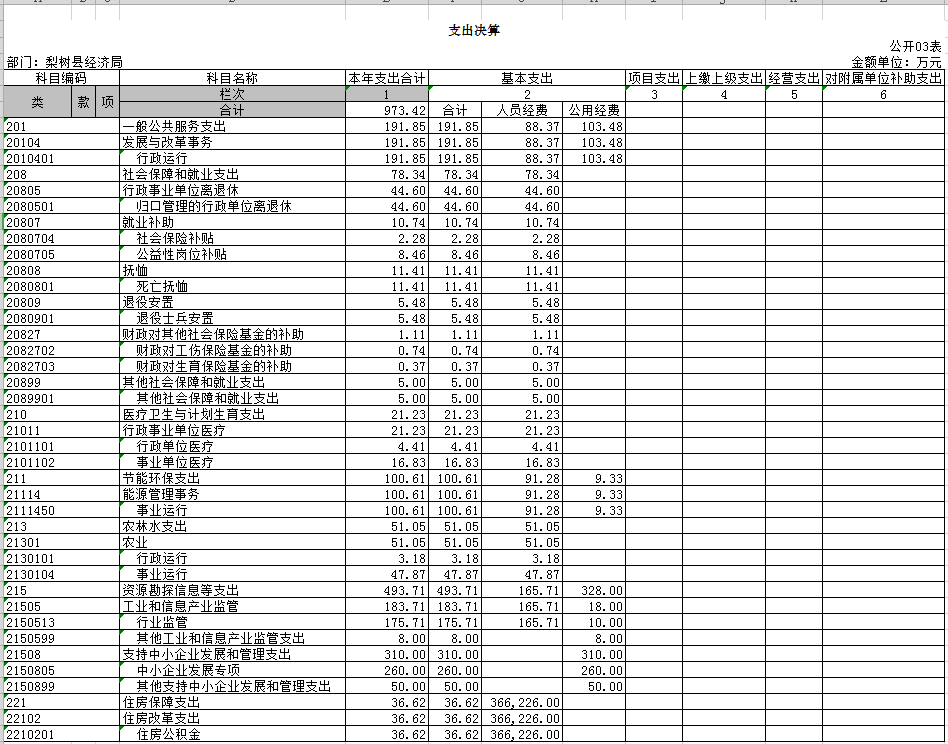 支出决算
公开03表
部门：梨树县经济局 金额单位：万元
科目编码 科目名称 本年支出合计 基本支出 项目支出 上缴上级支出 经营支出 对附属单位补助支出
类 款 项 栏次 1 2 3 4 5 6
合计 973.42 合计 人员经费 公用经费
201 一般公共服务支出 191.85 191.85 88.37 103.48
20104 发展与改革事务 191.85 191.85 88.37 103.48
2010401 行政运行 191.85 191.85 88.37 103.48
208 社会保障和就业支出 78.34 78.34 78.34
20805 行政事业单位离退休 44.60 44.60 44.60
2080501 归口管理的行政单位离退休 44.60 44.60 44.60
20807 就业补助 10.74 10.74 10.74
2080704 社会保险补贴 2.28 2.28 2.28
2080705 公益性岗位补贴 8.46 8.46 8.46
20808 抚恤 11.41 11.41 11.41
2080801 死亡抚恤 11.41 11.41 11.41
20809 退役安置 5.48 5.48 5.48
2080901 退役士兵安置 5.48 5.48 5.48
20827 财政对其他社会保险基金的补助 1.11 1.11 1.11
2082702 财政对工伤保险基金的补助 0.74 0.74 0.74
2082703 财政对生育保险基金的补助 0.37 0.37 0.37
20899 其他社会保障和就业支出 5.00 5.00 5.00
2089901 其他社会保障和就业支出 5.00 5.00 5.00
210 医疗卫生与计划生育支出 21.23 21.23 21.23
21011 行政事业单位医疗 21.23 21.23 21.23
2101101 行政单位医疗 4.41 4.41 4.41
2101102 事业单位医疗 16.83 16.83 16.83
211 节能环保支出 100.61 100.61 91.28 9.33
21114 能源管理事务 100.61 100.61 91.28 9.33
2111450 事业运行 100.61 100.61 91.28 9.33
213 农林水支出 51.05 51.05 51.05
21301 农业 51.05 51.05 51.05
2130101 行政运行 3.18 3.18 3.18
2130104 事业运行 47.87 47.87 47.87
215 资源勘探信息等支出 493.71 493.71 165.71 328.00
21505 工业和信息产业监管 183.71 183.71 165.71 18.00
2150513 行业监管 175.71 175.71 165.71 10.00
2150599 其他工业和信息产业监管支出 8.00 8.00 8.00
21508 支持中小企业发展和管理支出 310.00 310.00 310.00
2150805 中小企业发展专项 260.00 260.00 260.00
2150899 其他支持中小企业发展和管理支出 50.00 50.00 50.00
221 住房保障支出 36.62 36.62 366,226.00
22102 住房改革支出 36.62 36.62 366,226.00
2210201 住房公积金 36.62 36.62 366,226.00